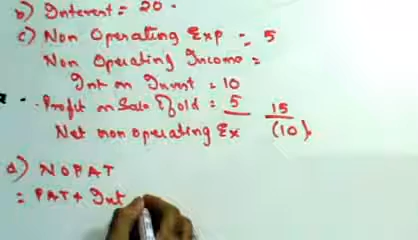 b) Interest = 20
c) Non Operating Exp = 5
Non Operating Income =
Int on Invst = 10
Profit on Sale of old = 5 15
Net non operating Ex (10)
d) NOPAT
= PAT + Int